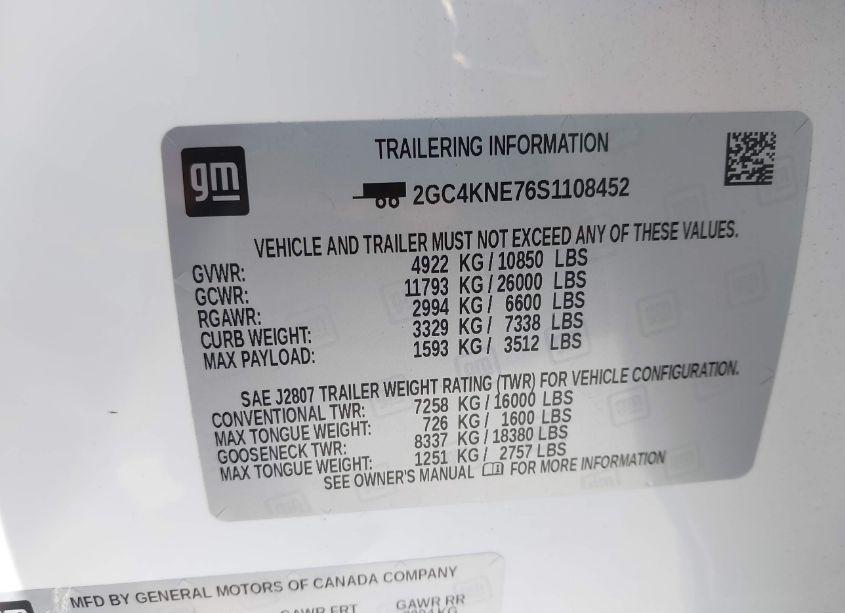 gm
TRAILERING INFORMATION
2GC4KNE76S1108452
VEHICLE AND TRAILER MUST NOT EXCEED ANY OF THESE VALUES.
GVWR: 4922 KG / 10850 LBS
GCWR: 11793 KG / 26000 LBS
RGAWR: 2994 KG / 6600 LBS
CURB WEIGHT: 3329 KG / 7338 LBS
MAX PAYLOAD: 1593 KG / 3512 LBS
SAE J2807 TRAILER WEIGHT RATING (TWR) FOR VEHICLE CONFIGURATION.
CONVENTIONAL TWR: 7258 KG / 16000 LBS
MAX TONGUE WEIGHT: 726 KG / 1600 LBS
GOOSENECK TWR: 8337 KG / 18380 LBS
MAX TONGUE WEIGHT: 1251 KG / 2757 LBS
SEE OWNER'S MANUAL FOR MORE INFORMATION
MFD BY GENERAL MOTORS OF CANADA COMPANY
GAWR FRT GAWR RR